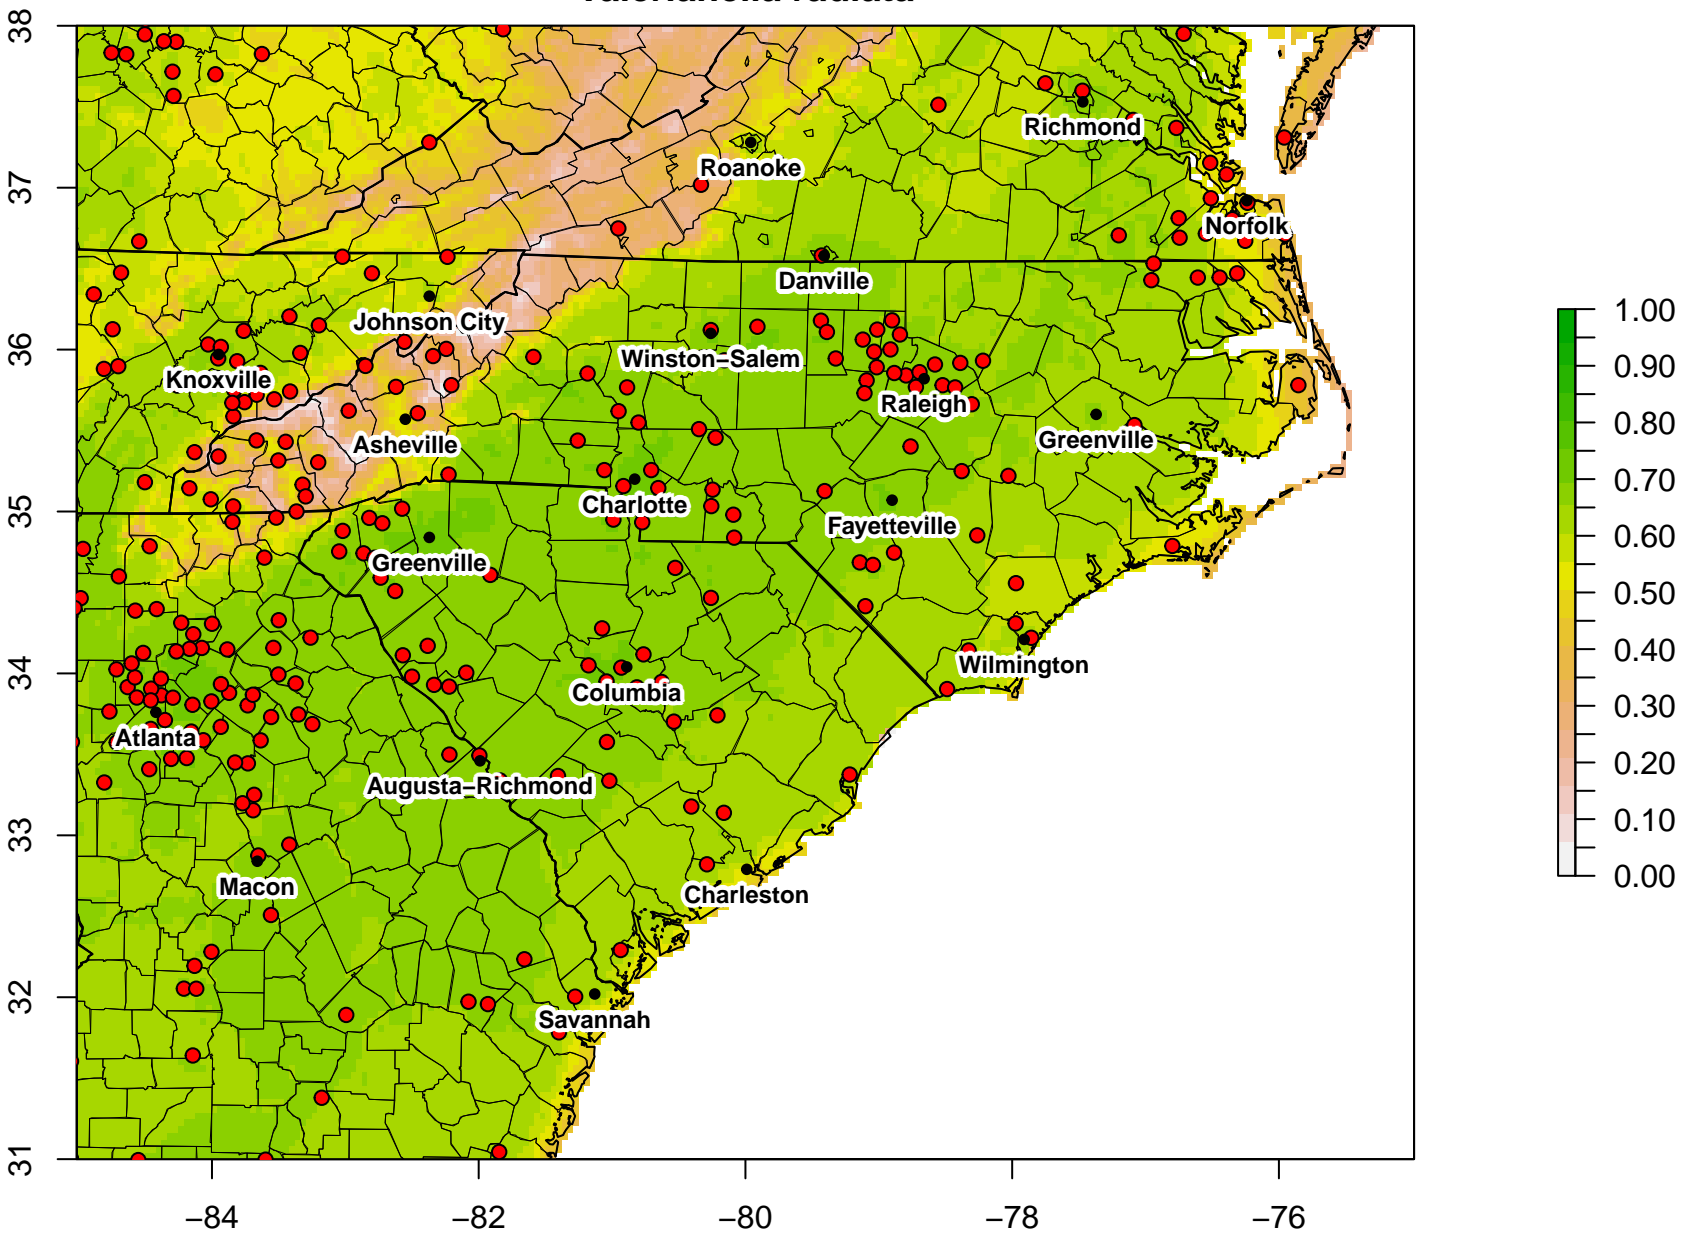 Valerianella radiata
38
37
36
35
34
33
32
31
−84
−82
−80
−78
−76
Richmond
Roanoke
Norfolk
Danville
Johnson City
Winston−Salem
Knoxville
Raleigh
Asheville
Greenville
Charlotte
Fayetteville
Greenville
Wilmington
Columbia
Atlanta
Augusta−Richmond
Macon
Charleston
Savannah
1.00
0.90
0.80
0.70
0.60
0.50
0.40
0.30
0.20
0.10
0.00